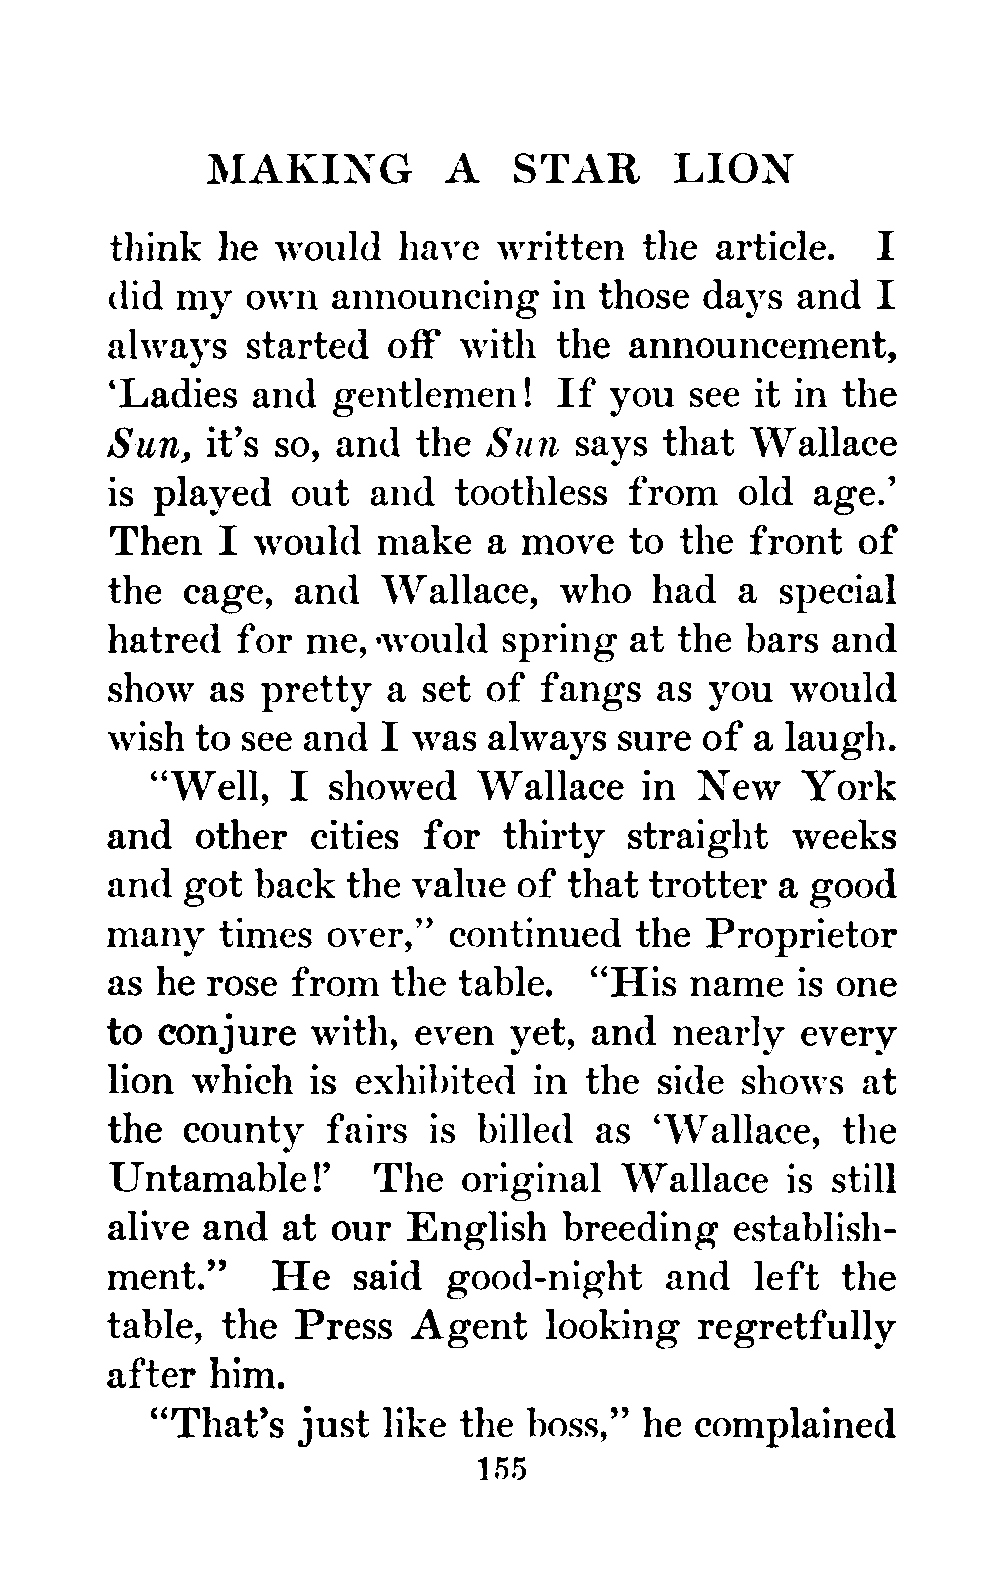 MAKING A STAR LION
think he would have written the article. I
did my own announcing in those days and I
always started off with the announcement,
‘Ladies and gentlemen! If you see it in the
Sun, it’s so, and the Sun says that Wallace
is played out and toothless from old age.’
Then I would make a move to the front of
the cage, and Wallace, who had a special
hatred for me, would spring at the bars and
show as pretty a set of fangs as you would
wish to see and I was always sure of a laugh.
“Well, I showed Wallace in New York
and other cities for thirty straight weeks
and got back the value of that trotter a good
many times over,” continued the Proprietor
as he rose from the table. “His name is one
to conjure with, even yet, and nearly every
lion which is exhibited in the side shows at
the county fairs is billed as ‘Wallace, the
Untamable!’ The original Wallace is still
alive and at our English breeding establish-
ment.” He said good-night and left the
table, the Press Agent looking regretfully
after him.
“That’s just like the boss,” he complained
155